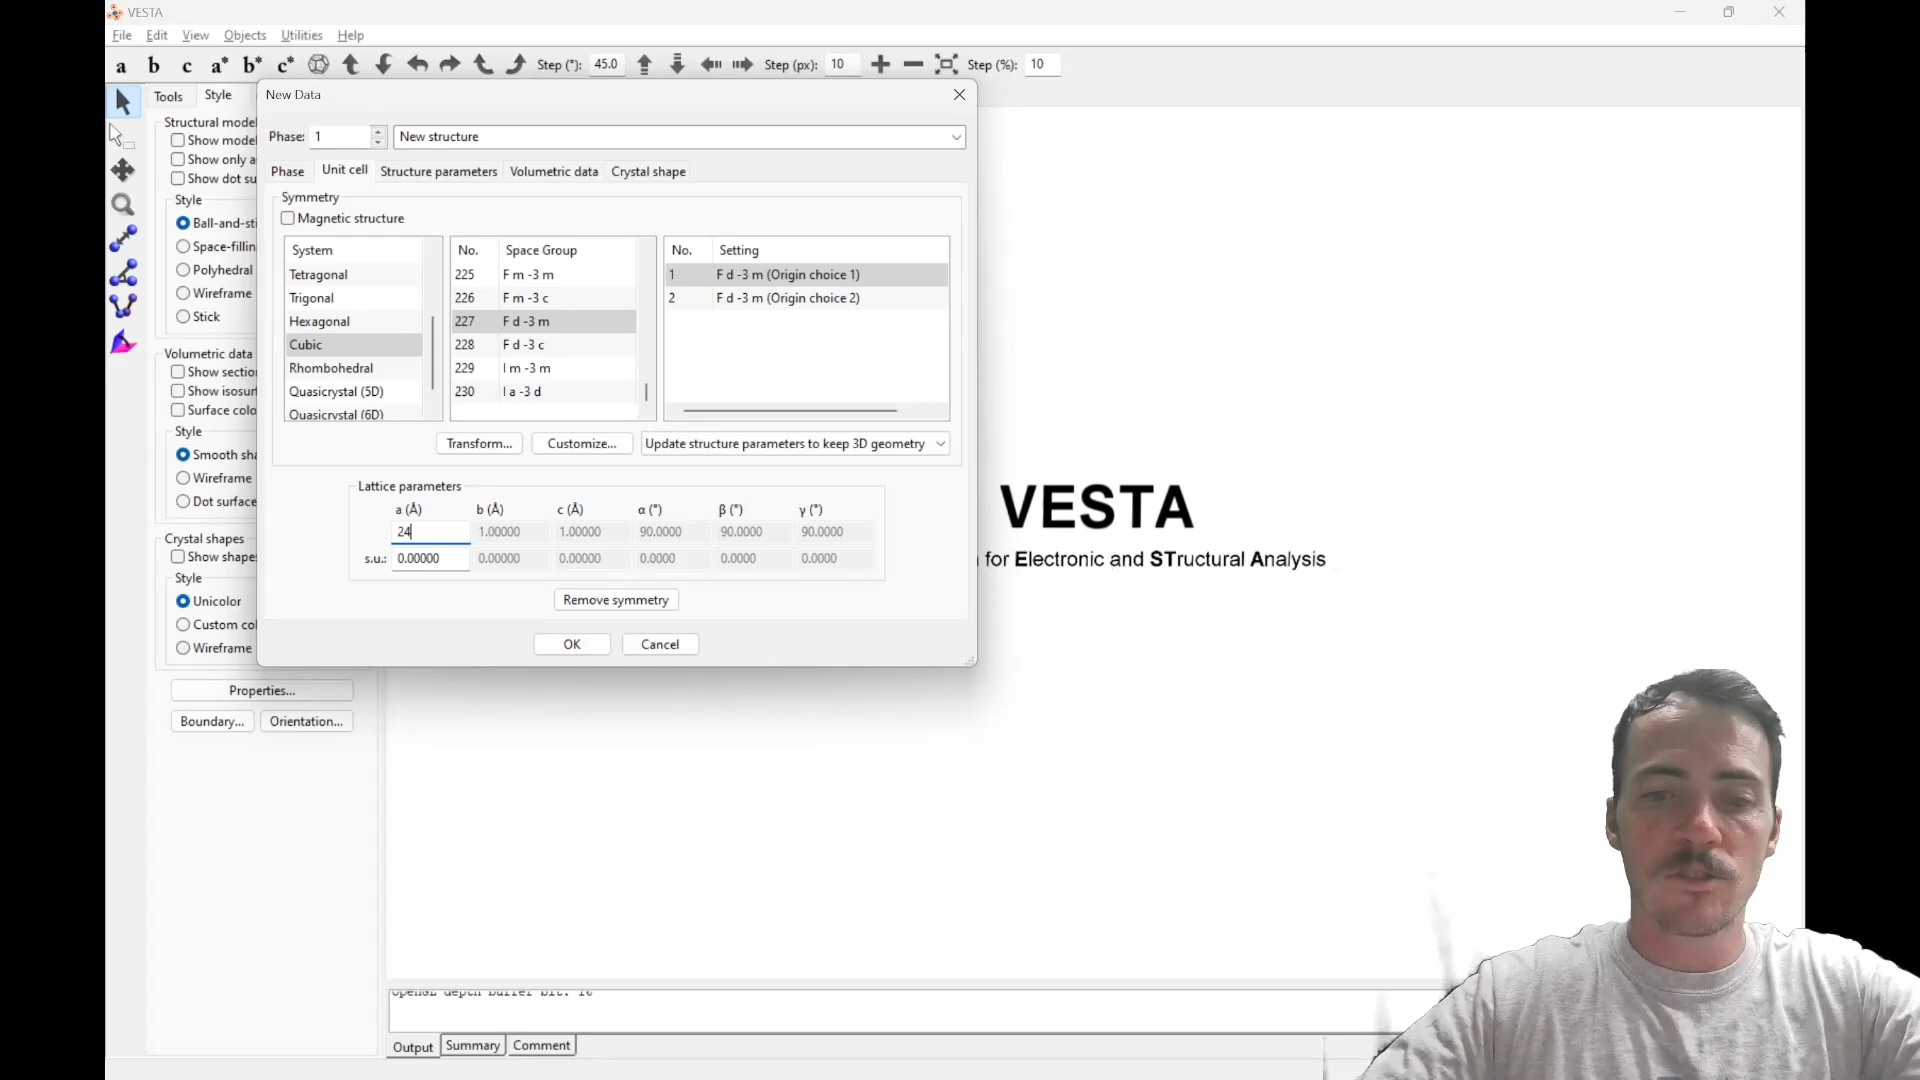 VESTA
File Edit View Objects Utilities Help
a b c a* b* c* Step (°): 45.0 Step (px): 10 Step (%): 10
Tools Style
Structural mode
Show mode
Show only a
Show dot su
Style
Ball-and-sti
Space-fillin
Polyhedral
Wireframe
Stick
Volumetric data
Show sectio
Show isosur
Surface colo
Style
Smooth sha
Wireframe
Dot surface
Crystal shapes
Show shape
Style
Unicolor
Custom col
Wireframe
Properties...
Boundary... Orientation...
New Data
Phase: 1 New structure
Phase Unit cell Structure parameters Volumetric data Crystal shape
Symmetry
Magnetic structure
System
Tetragonal
Trigonal
Hexagonal
Cubic
Rhombohedral
Quasicrystal (5D)
Quasicrystal (6D)
No. Space Group
225 F m -3 m
226 F m -3 c
227 F d -3 m
228 F d -3 c
229 I m -3 m
230 I a -3 d
No. Setting
1 F d -3 m (Origin choice 1)
2 F d -3 m (Origin choice 2)
Transform... Customize... Update structure parameters to keep 3D geometry
Lattice parameters
a (Å) b (Å) c (Å) α (°) β (°) γ (°)
24 1.00000 1.00000 90.0000 90.0000 90.0000
s.u.: 0.00000 0.00000 0.00000 0.0000 0.0000 0.0000
Remove symmetry
OK Cancel
VESTA
for Electronic and STructural Analysis
OpenGL depth buffer bit: 16
Output Summary Comment